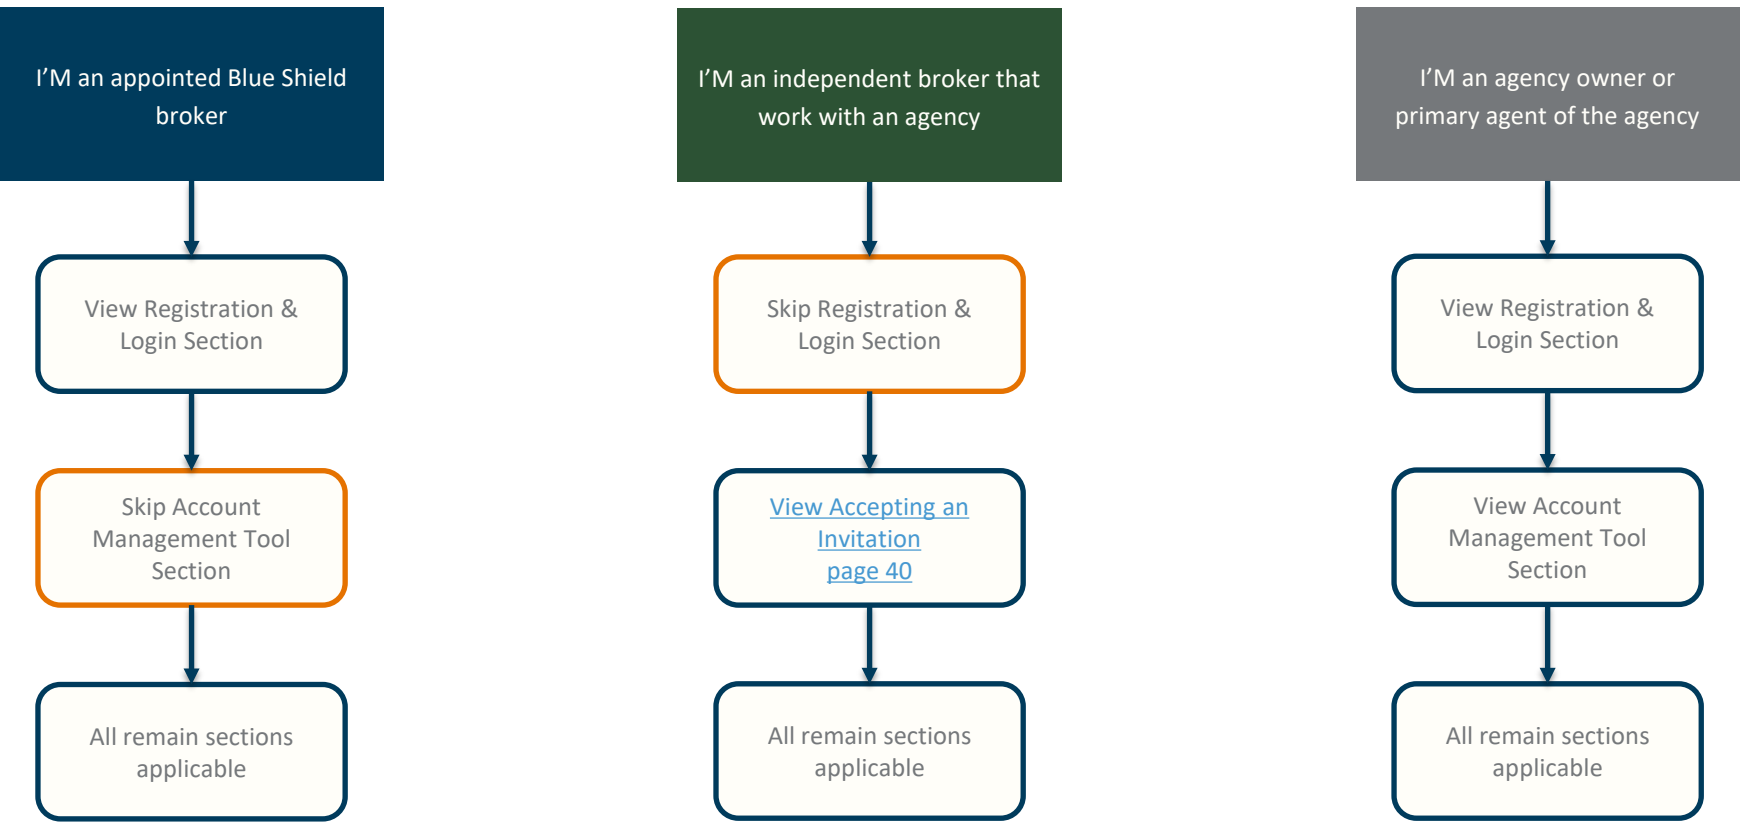 I’M an appointed Blue Shield
broker
View Registration &
Login Section
Skip Account
Management Tool
Section
All remain sections
applicable
I’M an independent broker that
work with an agency
Skip Registration &
Login Section
View Accepting an
Invitation
page 40
All remain sections
applicable
I’M an agency owner or
primary agent of the agency
View Registration &
Login Section
View Account
Management Tool
Section
All remain sections
applicable